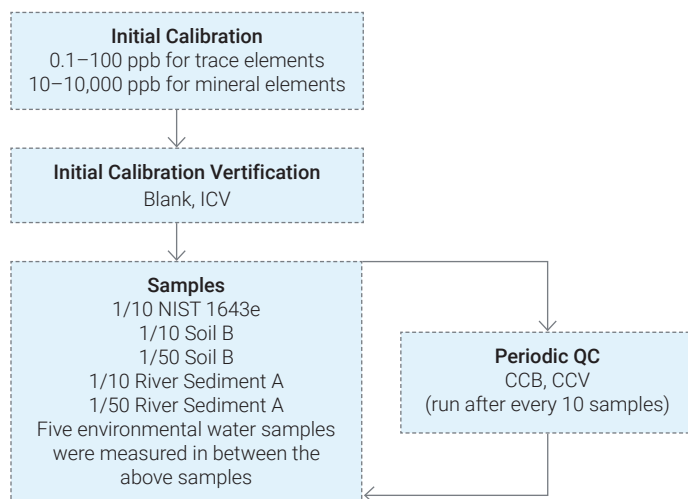 Initial Calibration
0.1–100 ppb for trace elements
10–10,000 ppb for mineral elements
Initial Calibration Vertification
Blank, ICV
Samples
1/10 NIST 1643e
1/10 Soil B
1/50 Soil B
1/10 River Sediment A
1/50 River Sediment A
Five environmental water samples
were measured in between the
above samples
Periodic QC
CCB, CCV
(run after every 10 samples)